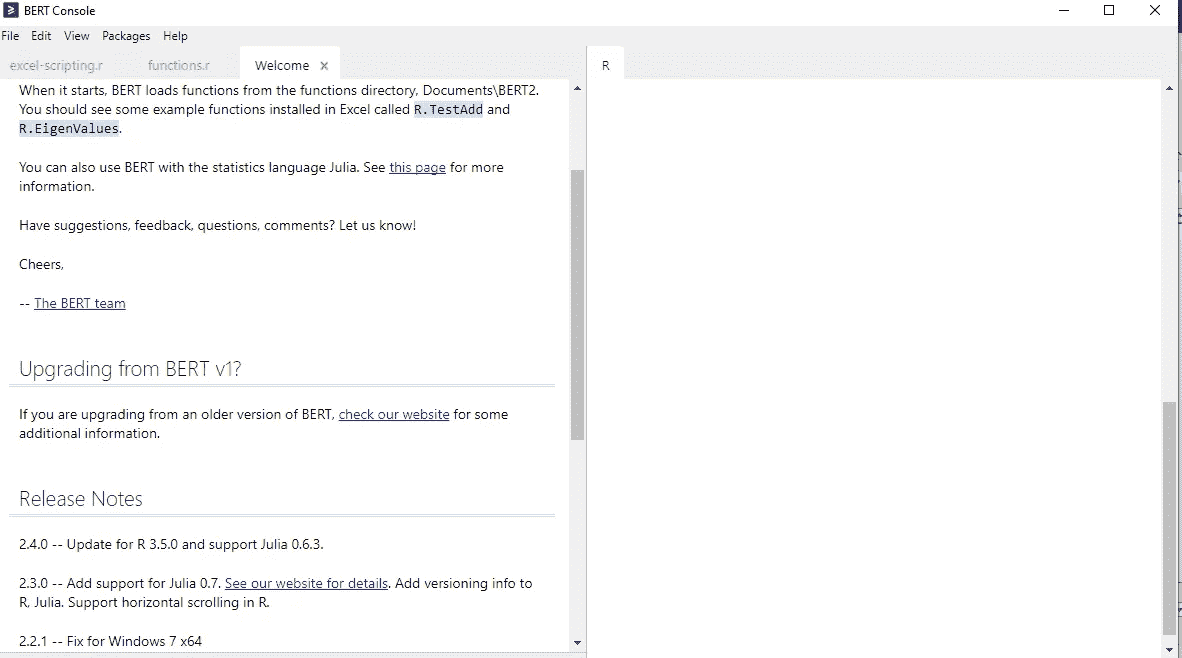 BERT Console
File Edit View Packages Help
excel-scripting.r functions.r Welcome × R
When it starts, BERT loads functions from the functions directory, Documents\BERT2.
You should see some example functions installed in Excel called R.TestAdd and
R.EigenValues.
You can also use BERT with the statistics language Julia. See this page for more
information.
Have suggestions, feedback, questions, comments? Let us know!
Cheers,
-- The BERT team
Upgrading from BERT v1?
If you are upgrading from an older version of BERT, check our website for some
additional information.
Release Notes
2.4.0 -- Update for R 3.5.0 and support Julia 0.6.3.
2.3.0 -- Add support for Julia 0.7. See our website for details. Add versioning info to
R, Julia. Support horizontal scrolling in R.
2.2.1 -- Fix for Windows 7 x64